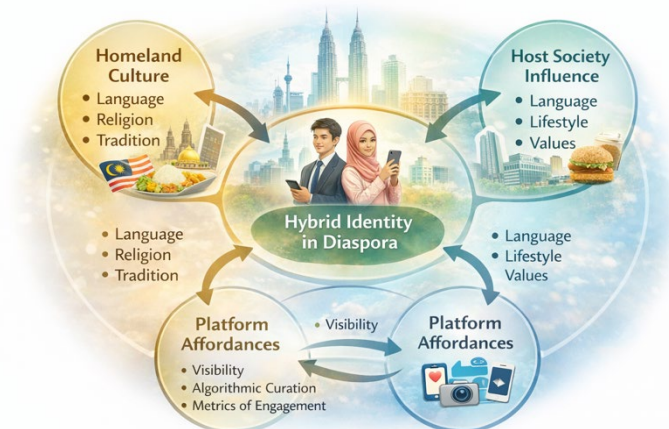 Homeland
Culture
• Language
• Religion
• Tradition
Host Society
Influence
• Language
• Lifestyle
• Values
Hybrid Identity
in Diaspora
• Language
• Religion
• Tradition
• Language
• Lifestyle
Values
Platform
Affordances
• Visibility
• Algorithmic Curation
• Metrics of Engagement
• Visibility
Platform
Affordances